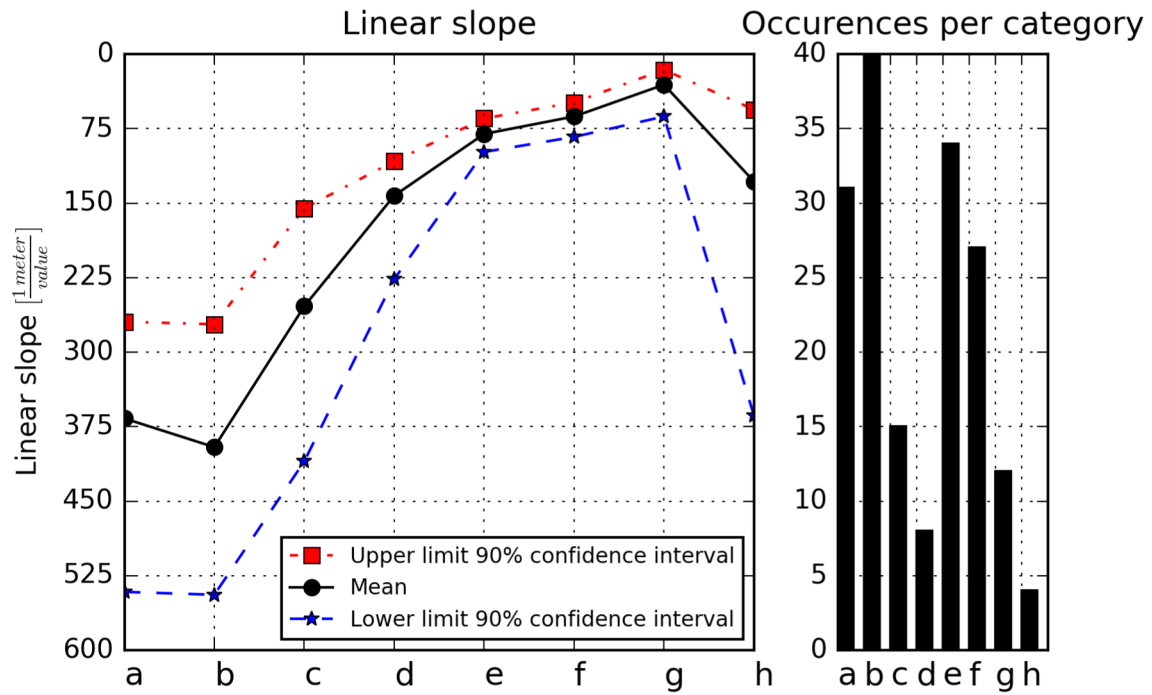 Linear slope
Occurences per category
Linear slope [1 meter / value]
0
75
150
225
300
375
450
525
600
a b c d e f g h
Upper limit 90% confidence interval
Mean
Lower limit 90% confidence interval
40
35
30
25
20
15
10
5
0
a b c d e f g h